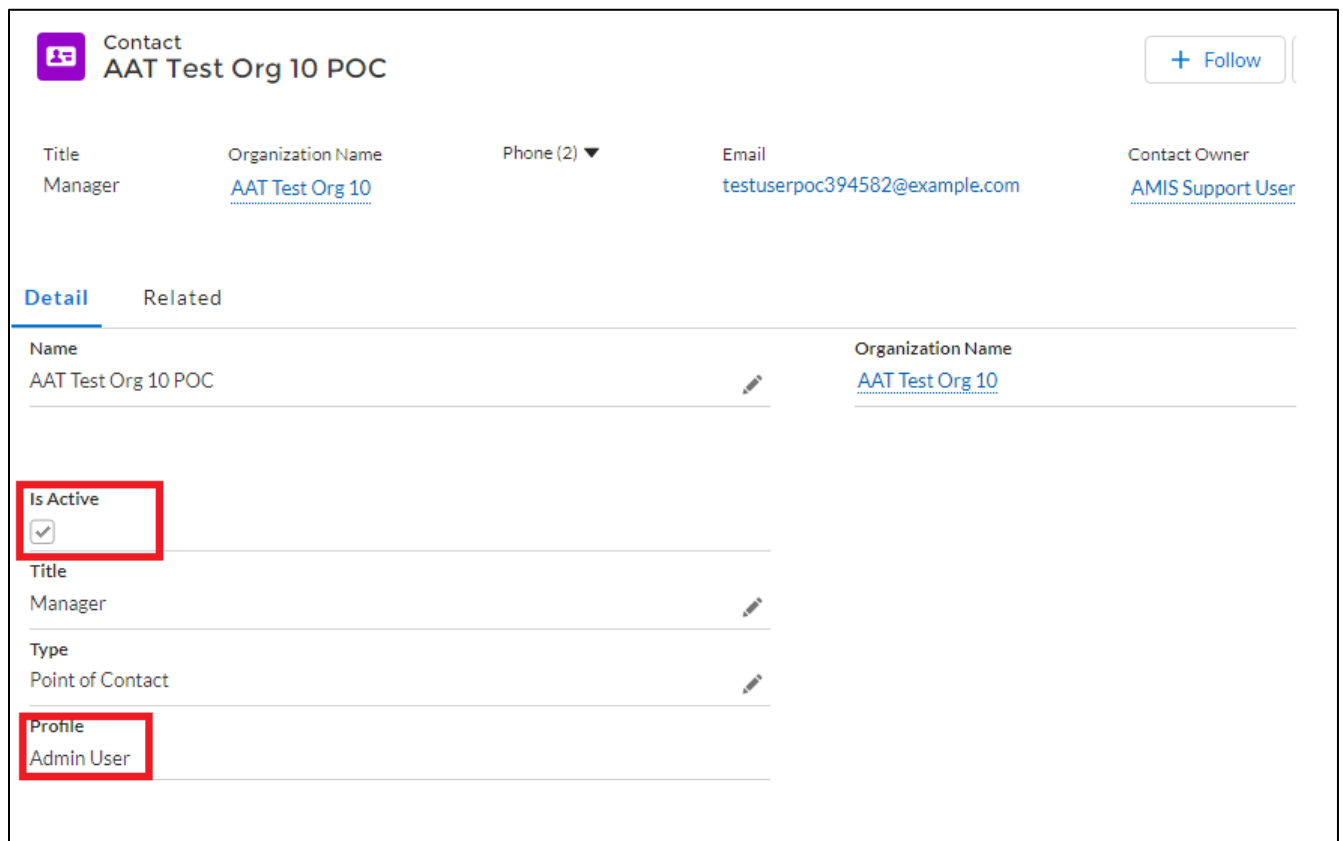 Contact
AAT Test Org 10 POC
+ Follow
Title
Organization Name
Phone (2) ▼
Email
Contact Owner
Manager
AAT Test Org 10
testuserpoc394582@example.com
AMIS Support User
Detail
Related
Name
Organization Name
AAT Test Org 10 POC
AAT Test Org 10
Is Active
Title
Manager
Type
Point of Contact
Profile
Admin User